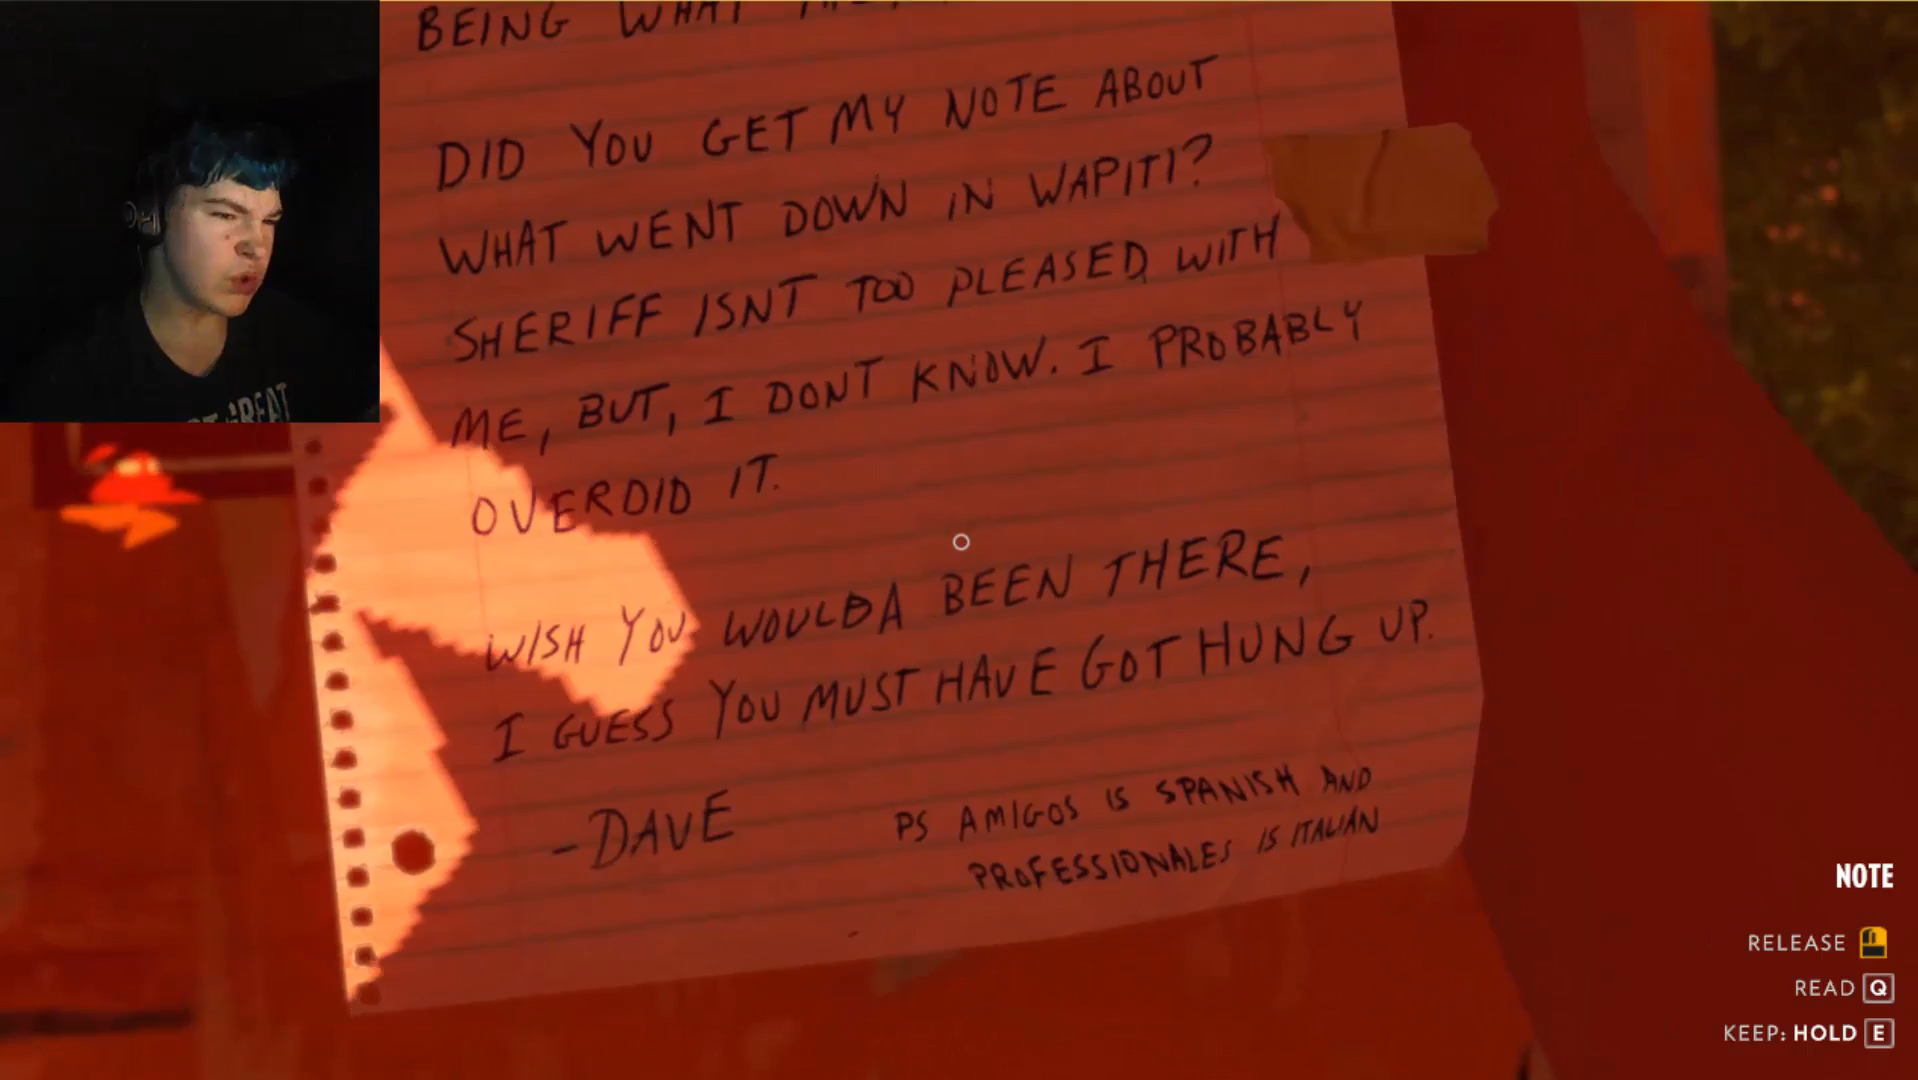 BEING WHAT
DID YOU GET MY NOTE ABOUT
WHAT WENT DOWN IN WAPITI?
SHERIFF ISNT TOO PLEASED WITH
ME, BUT, I DONT KNOW. I PROBABLY
OVERDID IT.
WISH YOU WOULDA BEEN THERE,
I GUESS YOU MUST HAVE GOT HUNG UP.
-DAVE
PS AMIGOS IS SPANISH AND
PROFESSIONALES IS ITALIAN
NOTE
RELEASE
READ Q
KEEP: HOLD E